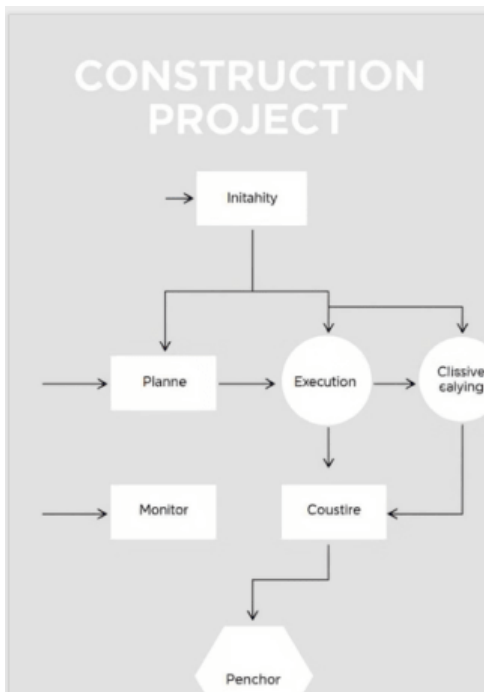 CONSTRUCTION
PROJECT
Initahity
Planne
Execution
Clissive
calying
Monitor
Coustire
Penchor